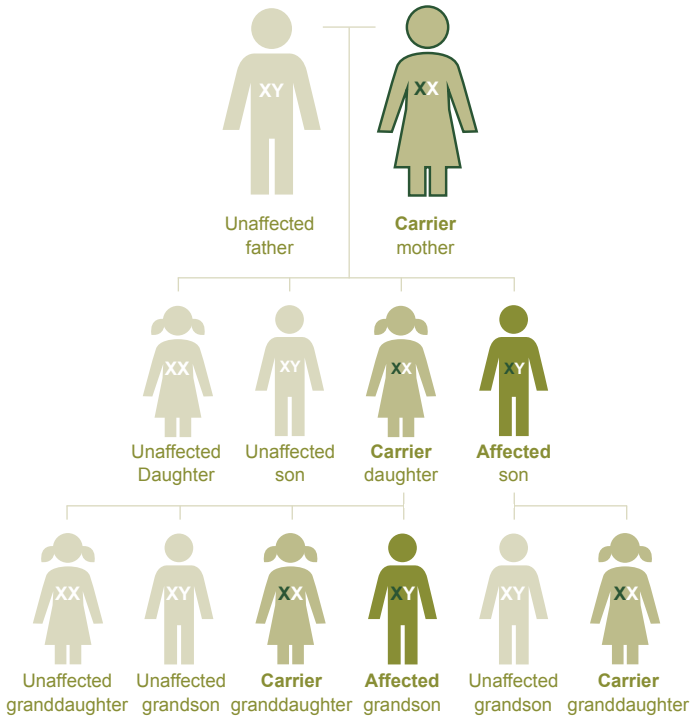 XY
XX
Unaffected
father
Carrier
mother
XX
XY
XX
XY
Unaffected
Daughter
Unaffected
son
Carrier
daughter
Affected
son
XX
XY
XX
XY
XY
XX
Unaffected
granddaughter
Unaffected
grandson
Carrier
granddaughter
Affected
grandson
Unaffected
grandson
Carrier
granddaughter